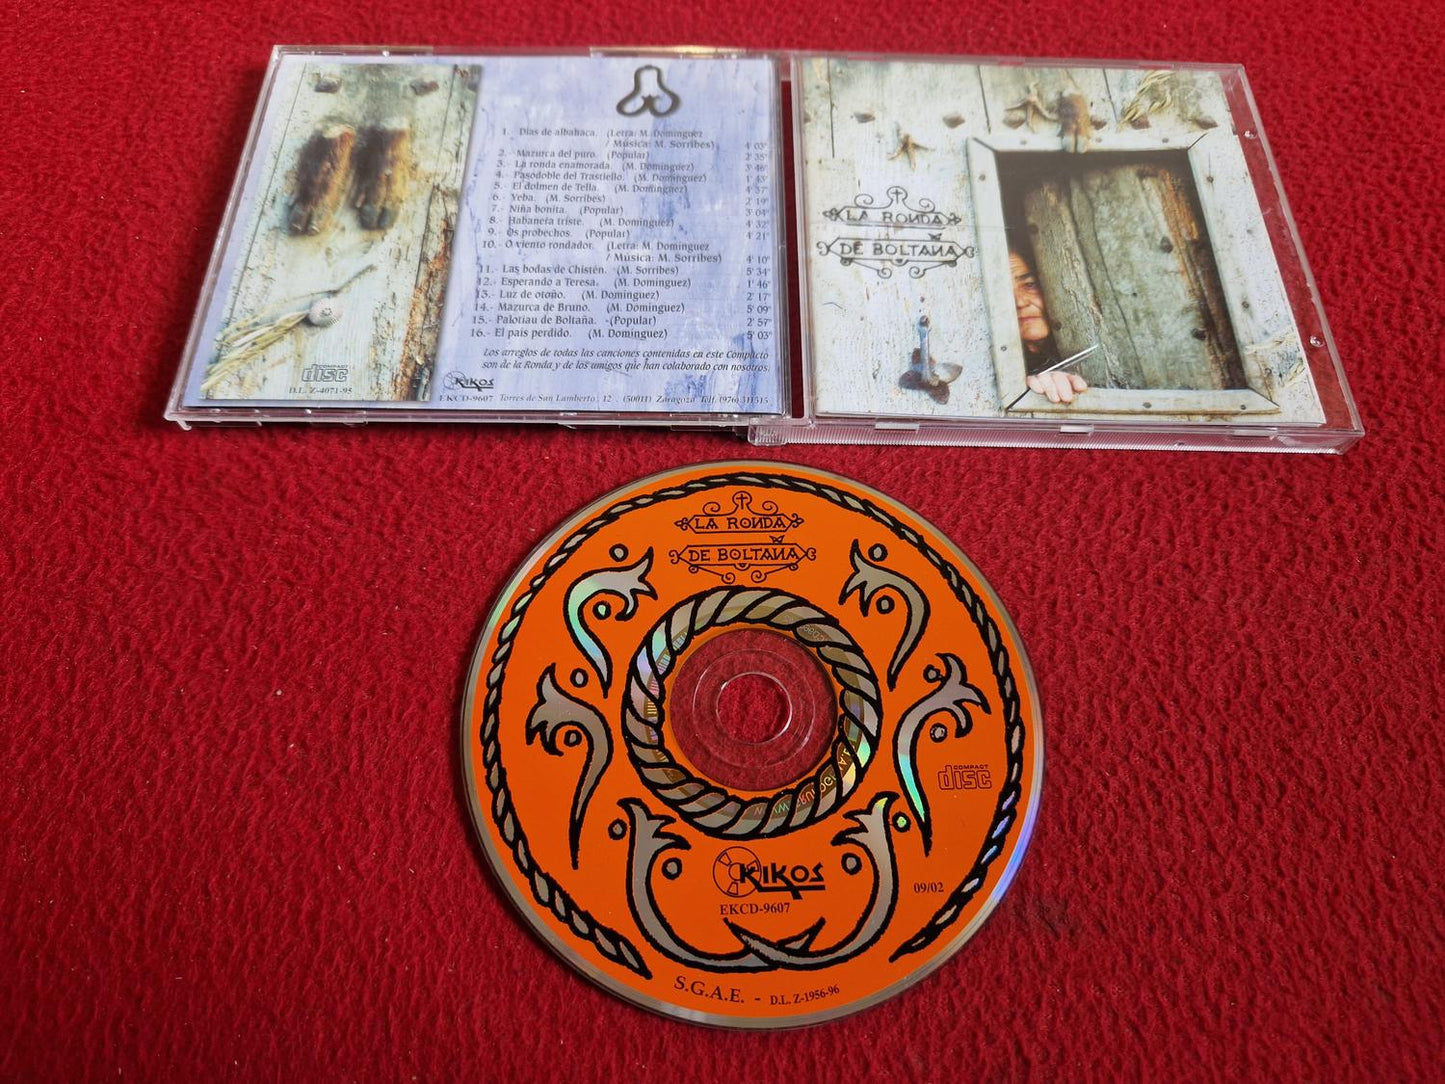 1.- Días de albahaca. (Letra: M. Domínguez
/ Música: M. Sorribes) 4' 03"
2.- Mazurca del puro. (Popular) 2' 35"
3.- La ronda enamorada. (M. Domínguez) 3' 46"
4.- Pasodoble del Trastiello. (M. Domínguez) 1' 43"
5.- El dolmen de Tella. (M. Domínguez) 4' 37"
6.- Yeba. (M. Sorribes) 2' 19"
7.- Niña bonita. (Popular) 3' 04"
8.- Habanera triste. (M. Domínguez) 4' 32"
9.- Os probechos. (Popular) 4' 21"
10.- O viento rondador. (Letra: M. Domínguez
/ Música: M. Sorribes) 4' 10"
11.- Las bodas de Chistén. (M. Sorribes) 5' 34"
12.- Esperando a Teresa. (M. Domínguez) 1' 46"
13.- Luz de otoño. (M. Domínguez) 2' 17"
14.- Mazurca de Bruno. (M. Domínguez) 5' 09"
15.- Palotiau de Boltaña. -(Popular) 2' 57"
16.- El país perdido. (M. Domínguez) 5' 03"
Los arreglos de todas las canciones contenidas en este Compacto
son de la Ronda y de los amigos que han colaborado con nosotros.
COMPACT
disc
D.L. Z-4071-95
KIKOS
EKCD-9607 Torres de San Lamberto, 12 (50011) Zaragoza Telf. (976) 311515
LA RONDA
DE BOLTAÑA
LA RONDA
DE BOLTAÑA
COMPACT
disc
KIKOS
EKCD-9607
09/02
S.G.A.E. - D.L. Z-1956-96